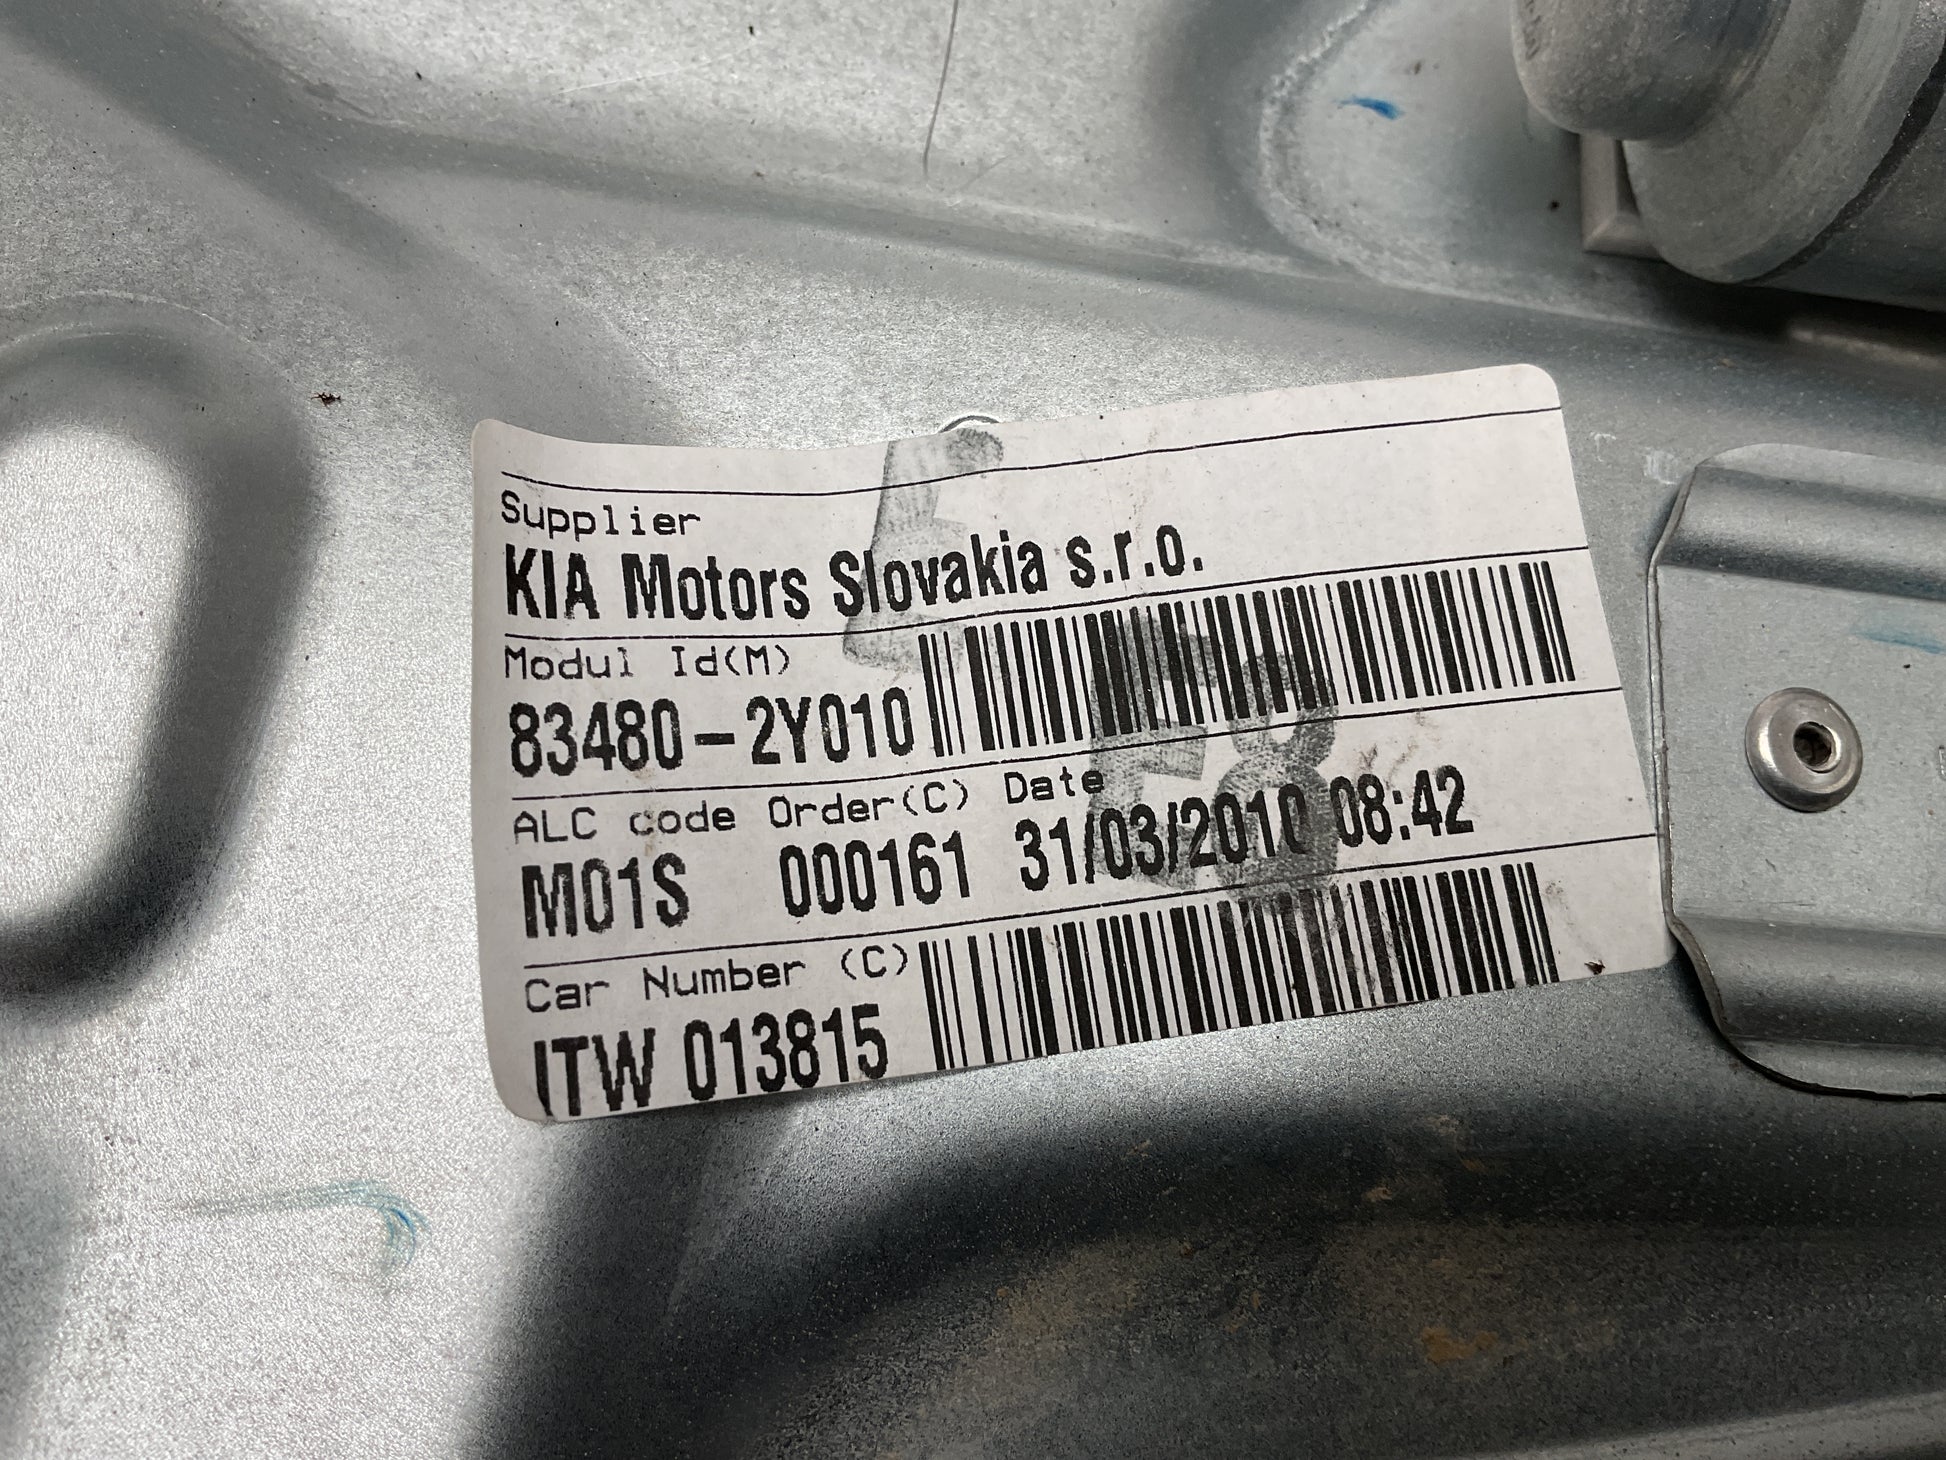 Supplier
KIA Motors Slovakia s.r.o.
Modul Id(M)
83480-2Y010
ALC code Order(C) Date
M01S 000161 31/03/2010 08:42
Car Number (C)
ITW 013815